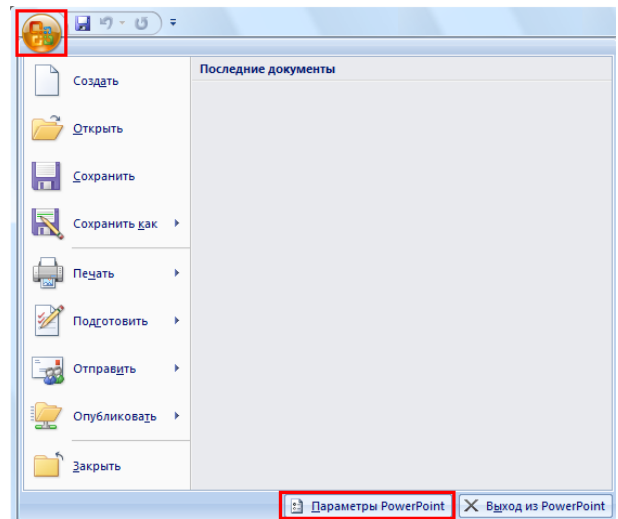 Последние документы
Создать
Открыть
Сохранить
Сохранить как
Печать
Подготовить
Отправить
Опубликовать
Закрыть
Параметры PowerPoint
Выход из PowerPoint